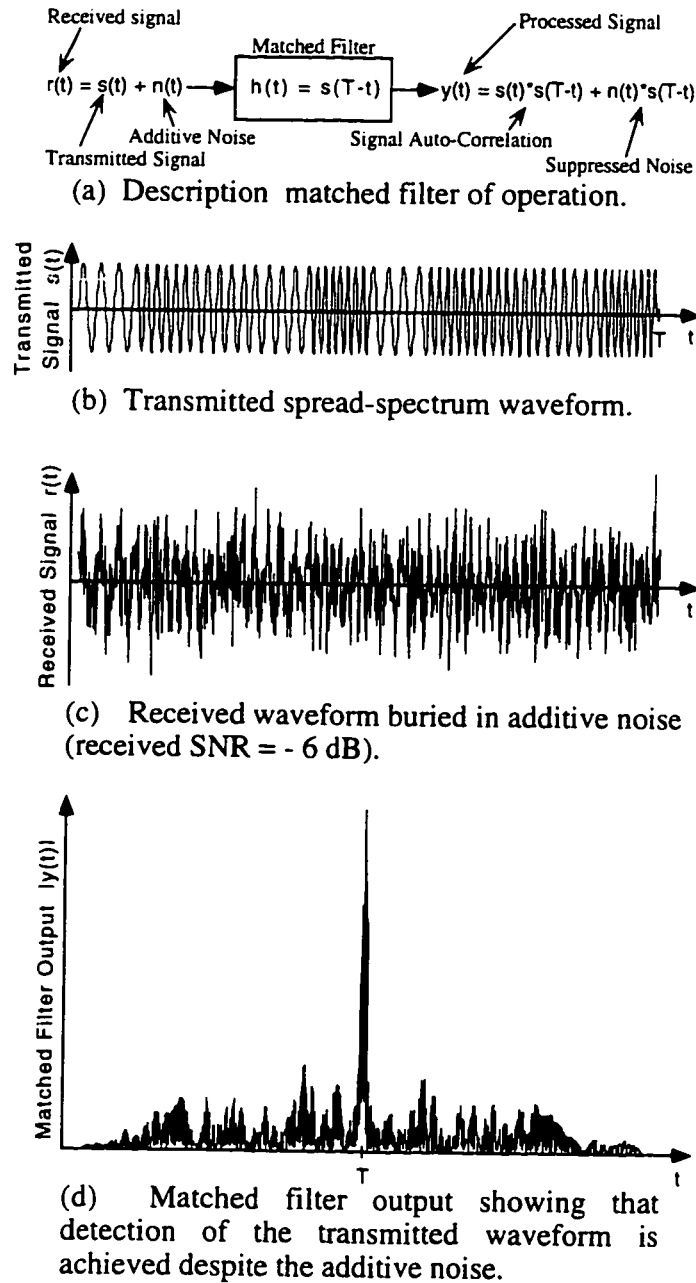 Received signal
Processed Signal
Matched Filter
r(t) = s(t) + n(t)
h(t) = s(T-t)
y(t) = s(t)*s(T-t) + n(t)*s(T-t)
Additive Noise
Signal Auto-Correlation
Transmitted Signal
Suppressed Noise
(a) Description matched filter of operation.
Transmitted
Signal s(t)
T
t
(b) Transmitted spread-spectrum waveform.
Received Signal r(t)
t
(c) Received waveform buried in additive noise
(received SNR = - 6 dB).
Matched Filter Output |y(t)|
T
t
(d) Matched filter output showing that
detection of the transmitted waveform is
achieved despite the additive noise.